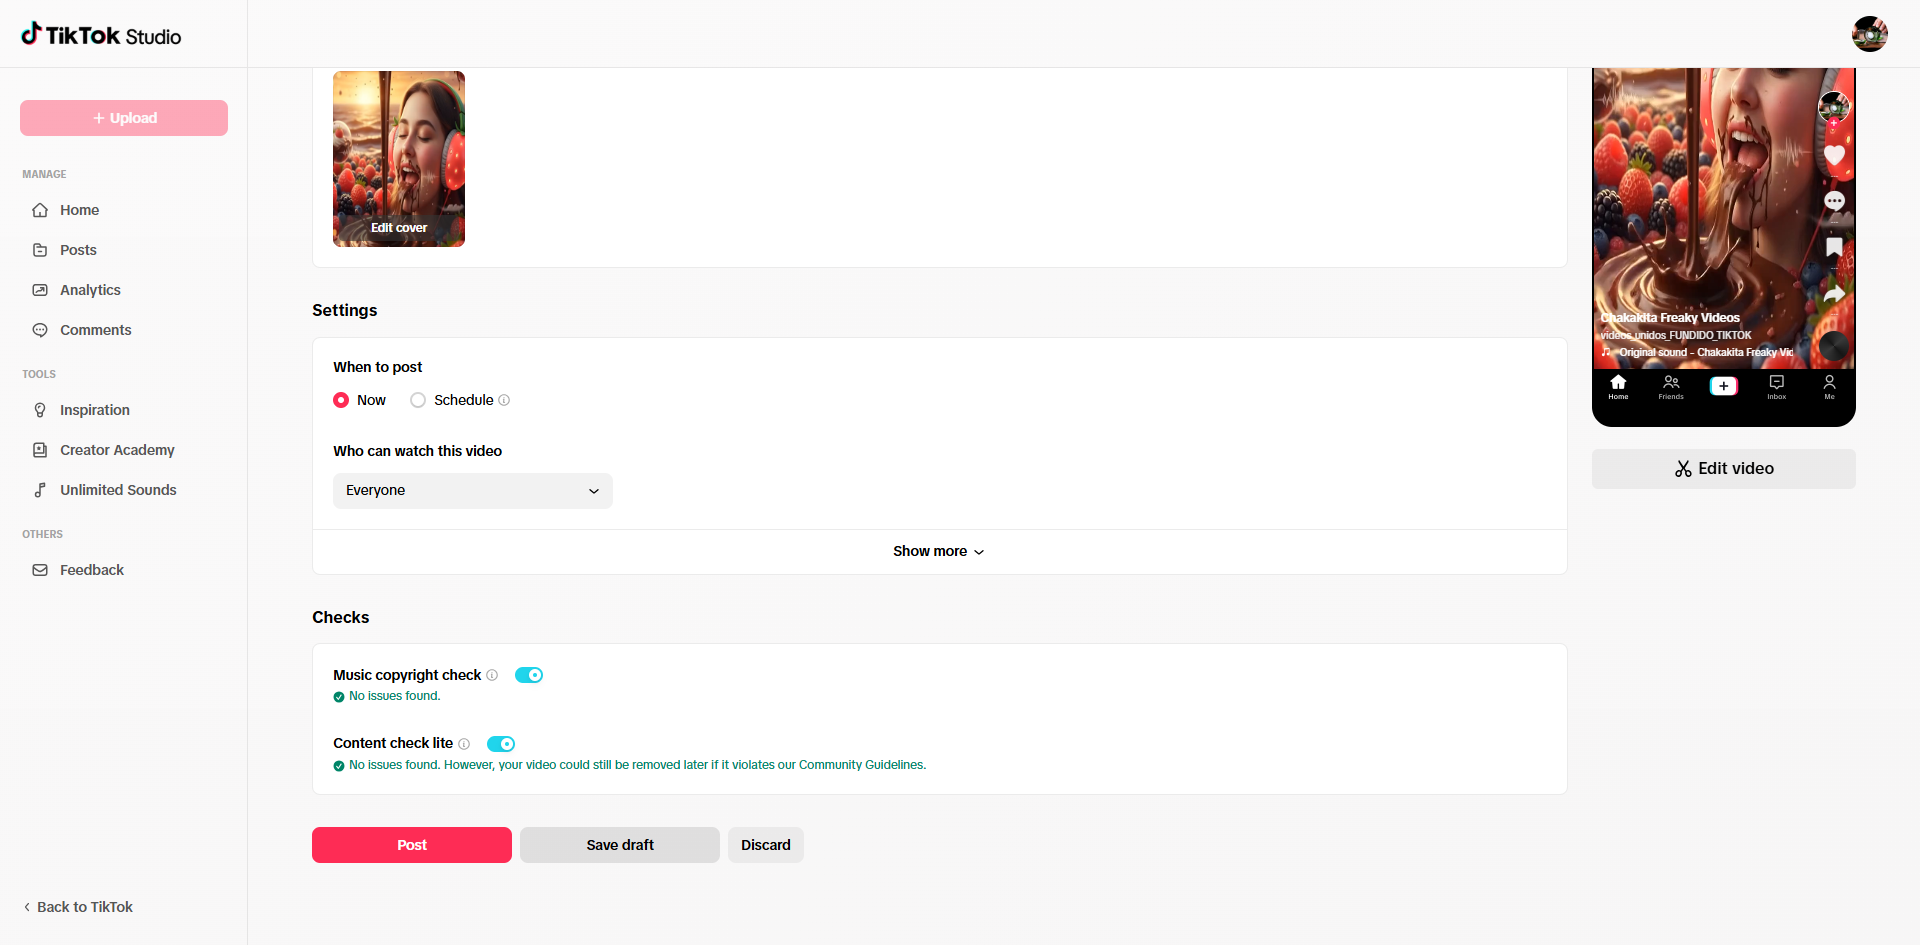 TikTok Studio
Upload
MANAGE
Home
Posts
Analytics
Comments
TOOLS
Inspiration
Creator Academy
Unlimited Sounds
OTHERS
Feedback
Back to TikTok
Edit cover
Settings
When to post
Now
Schedule
Who can watch this video
Everyone
Show more
Checks
Music copyright check
No issues found.
Content check lite
No issues found. However, your video could still be removed later if it violates our Community Guidelines.
Post
Save draft
Discard
Chakakita Freaky Videos
videos_unidos_FUNDIDO_TIKTOK
Original sound - Chakakita Freaky Vid
Home
Friends
Inbox
Me
Edit video